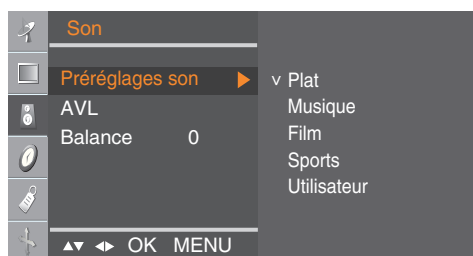 Son
Préréglages son
AVL
Balance 0
v Plat
Musique
Film
Sports
Utilisateur
OK MENU